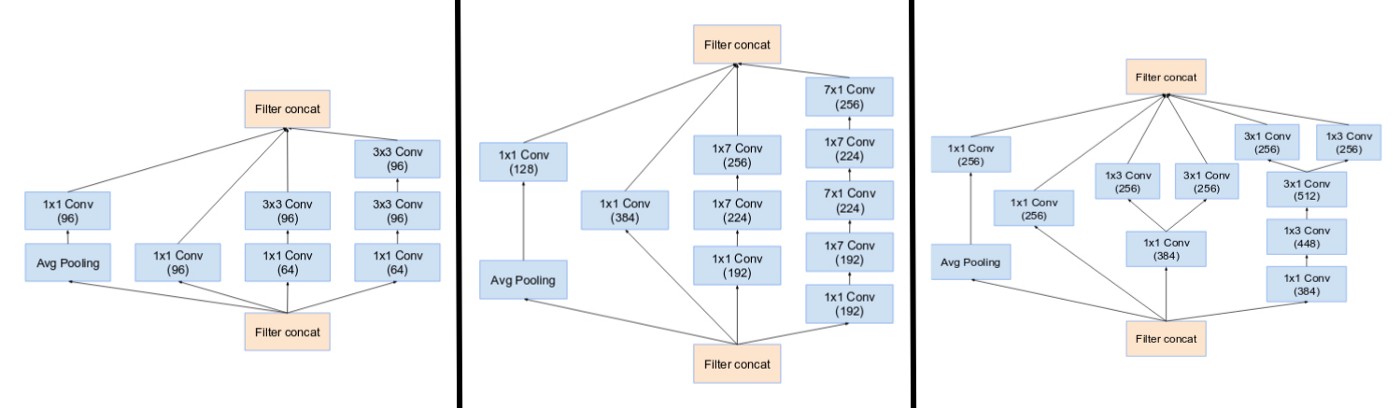 Filter concat
3x3 Conv
(96)
1x1 Conv
(96)
3x3 Conv
(96)
3x3 Conv
(96)
Avg Pooling
1x1 Conv
(96)
1x1 Conv
(64)
1x1 Conv
(64)
Filter concat
Filter concat
7x1 Conv
(256)
1x1 Conv
(128)
1x7 Conv
(256)
1x7 Conv
(224)
1x1 Conv
(384)
1x7 Conv
(224)
7x1 Conv
(224)
Avg Pooling
1x1 Conv
(192)
1x7 Conv
(192)
1x1 Conv
(192)
Filter concat
Filter concat
3x1 Conv
(256)
1x3 Conv
(256)
1x1 Conv
(256)
1x3 Conv
(256)
3x1 Conv
(256)
3x1 Conv
(512)
1x1 Conv
(256)
1x3 Conv
(448)
1x1 Conv
(384)
Avg Pooling
1x1 Conv
(384)
Filter concat